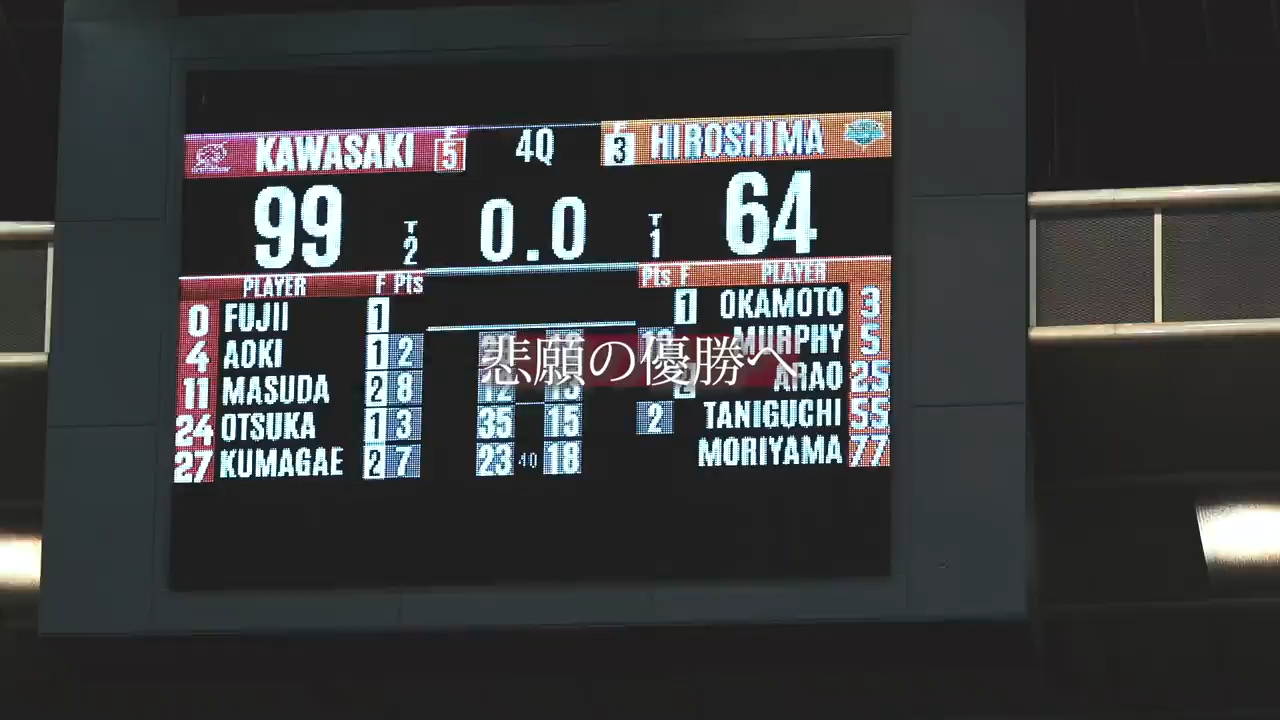 KAWASAKI F 5 4Q F 3 HIROSHIMA
99 T 2 0.0 T 1 64
PLAYER F Pts Pts F PLAYER
0 FUJII 1 1 OKAMOTO 3
4 AOKI 1 2 MURPHY 5
悲願の優勝へ
11 MASUDA 2 8 12 13 2 ARAO 25
24 OTSUKA 1 3 35 15 2 TANIGUCHI 55
27 KUMAGAE 2 7 23 40 18 MORIYAMA 77